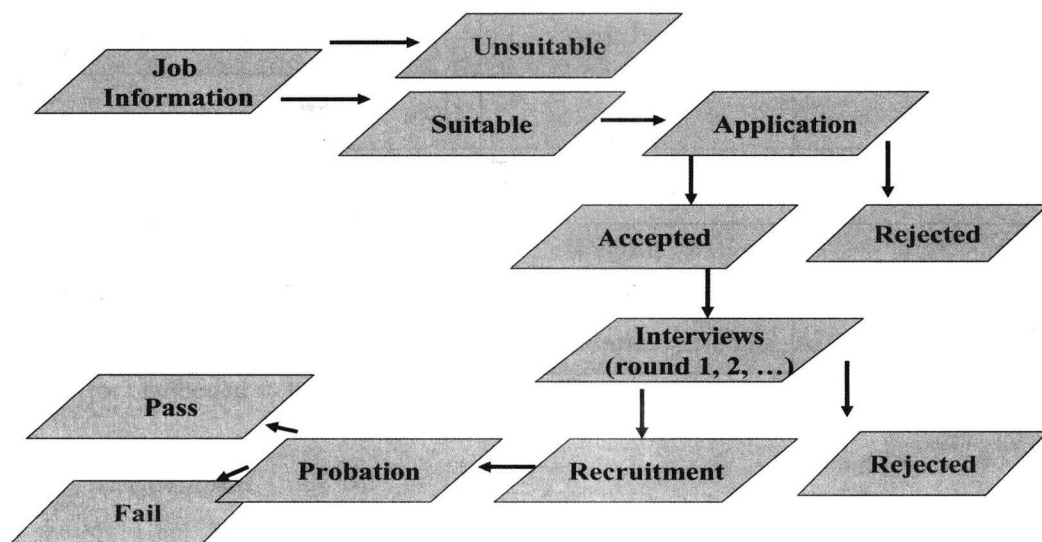 Unsuitable
Job
Information
Suitable
Application
Accepted
Rejected
Interviews
(round 1, 2, …)
Pass
Probation
Recruitment
Rejected
Fail